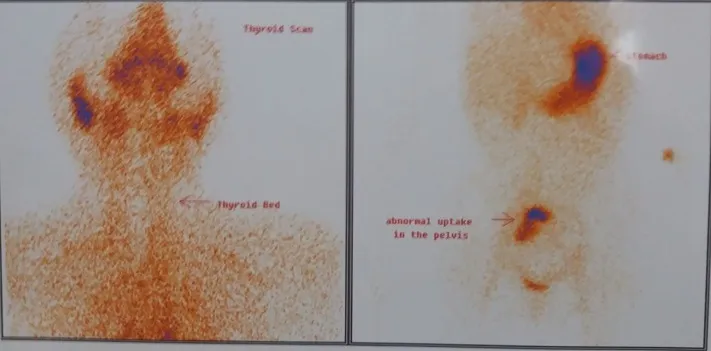 Thyroid Scan
Thyroid Bed
stomach
abnormal uptake
in the pelvis